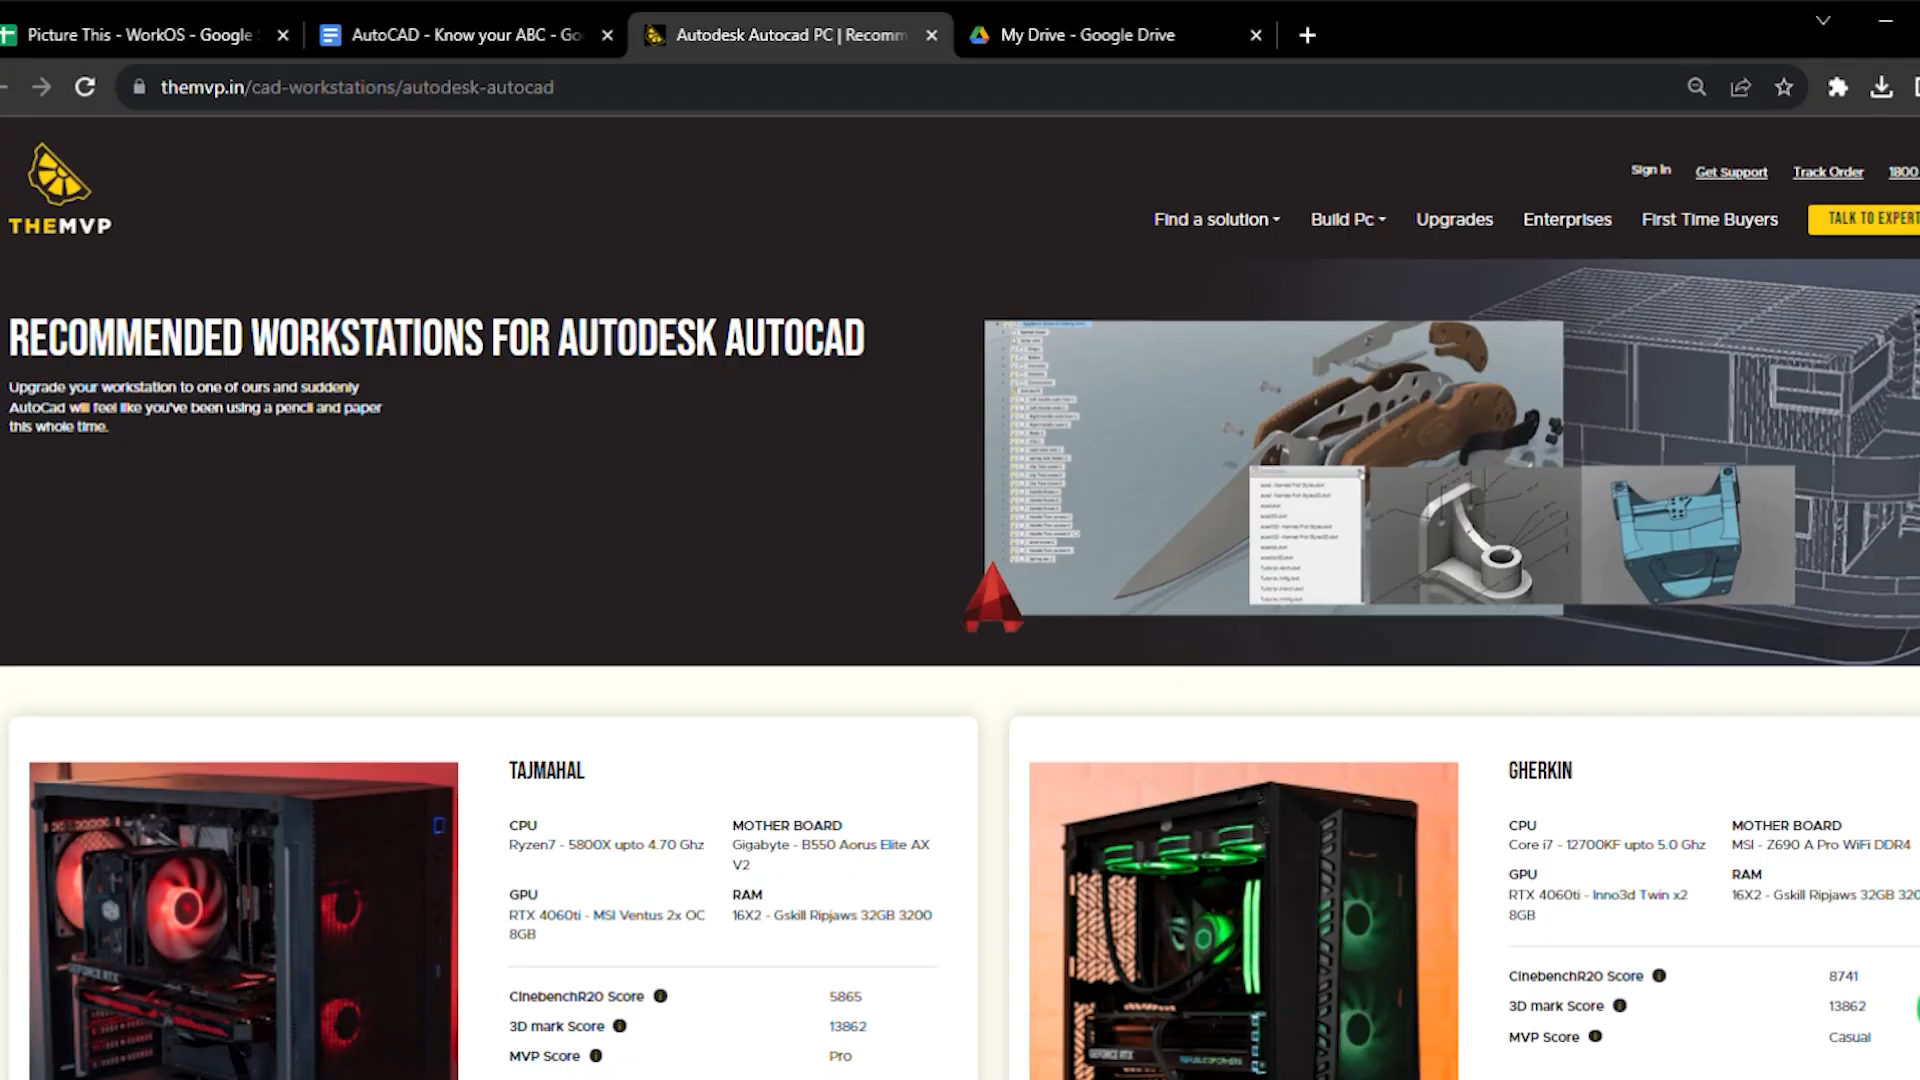 Picture This - WorkOS - Google
AutoCAD - Know your ABC - Go
Autodesk Autocad PC | Recomm
My Drive - Google Drive
themvp.in/cad-workstations/autodesk-autocad
THEMVP
Sign In
Get Support
Track Order
1800
Find a solution
Build Pc
Upgrades
Enterprises
First Time Buyers
TALK TO EXPERT
RECOMMENDED WORKSTATIONS FOR AUTODESK AUTOCAD
Upgrade your workstation to one of ours and suddenly
AutoCad will feel like you've been using a pencil and paper
this whole time.
TAJMAHAL
CPU
Ryzen7 - 5800X upto 4.70 Ghz
MOTHER BOARD
Gigabyte - B550 Aorus Elite AX
V2
GPU
RTX 4060ti - MSI Ventus 2x OC
8GB
RAM
16X2 - Gskill Ripjaws 32GB 3200
CinebenchR20 Score
5865
3D mark Score
13862
MVP Score
Pro
GHERKIN
CPU
Core i7 - 12700KF upto 5.0 Ghz
MOTHER BOARD
MSI - Z690 A Pro WiFi DDR4
GPU
RTX 4060ti - Inno3d Twin x2
8GB
RAM
16X2 - Gskill Ripjaws 32GB 320
CinebenchR20 Score
8741
3D mark Score
13862
MVP Score
Casual
GEFORCE RTX
GEFORCE RTX